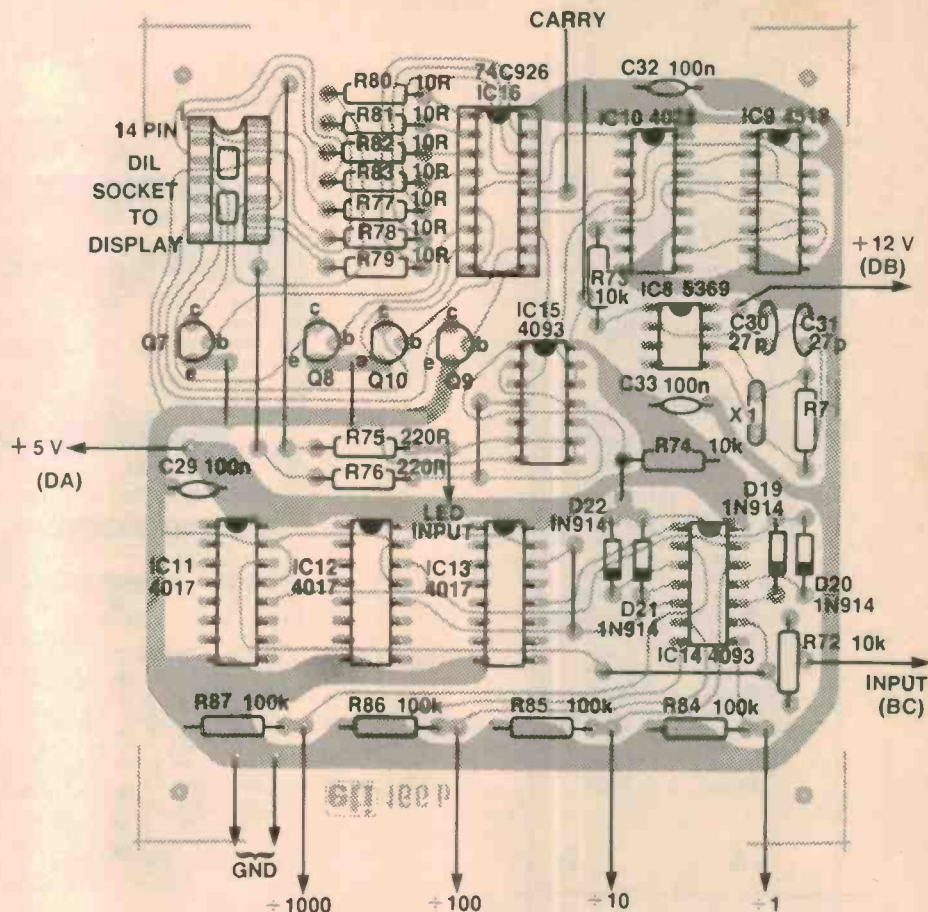 CARRY
C32 100n
74C926
IC16
R80 10R
R81 10R
R82 10R
R83 10R
R77 10R
R78 10R
R79 10R
14 PIN
DIL
SOCKET
TO
DISPLAY
IC10
IC9 4518
+12 V
(DB)
R73
10k
IC8 5369
C30
27p
C31
27p
IC15
4093
c
b
e
Q7
c
b
e
Q8
c
b
Q10
c
b
e
Q9
C33 100n
X1
R7
+5 V
(DA)
R75 220R
R76 220R
R74 10k
C29 100n
LED
INPUT
D22
1N914
D19
1N914
IC11
4017
IC12
4017
IC13
4017
D21
1N914
IC14 4093
D20
1N914
R72 10k
INPUT
(BC)
R87 100k
R86 100k
R85 100k
R84 100k
eti
GND
÷1000
÷100
÷10
÷1